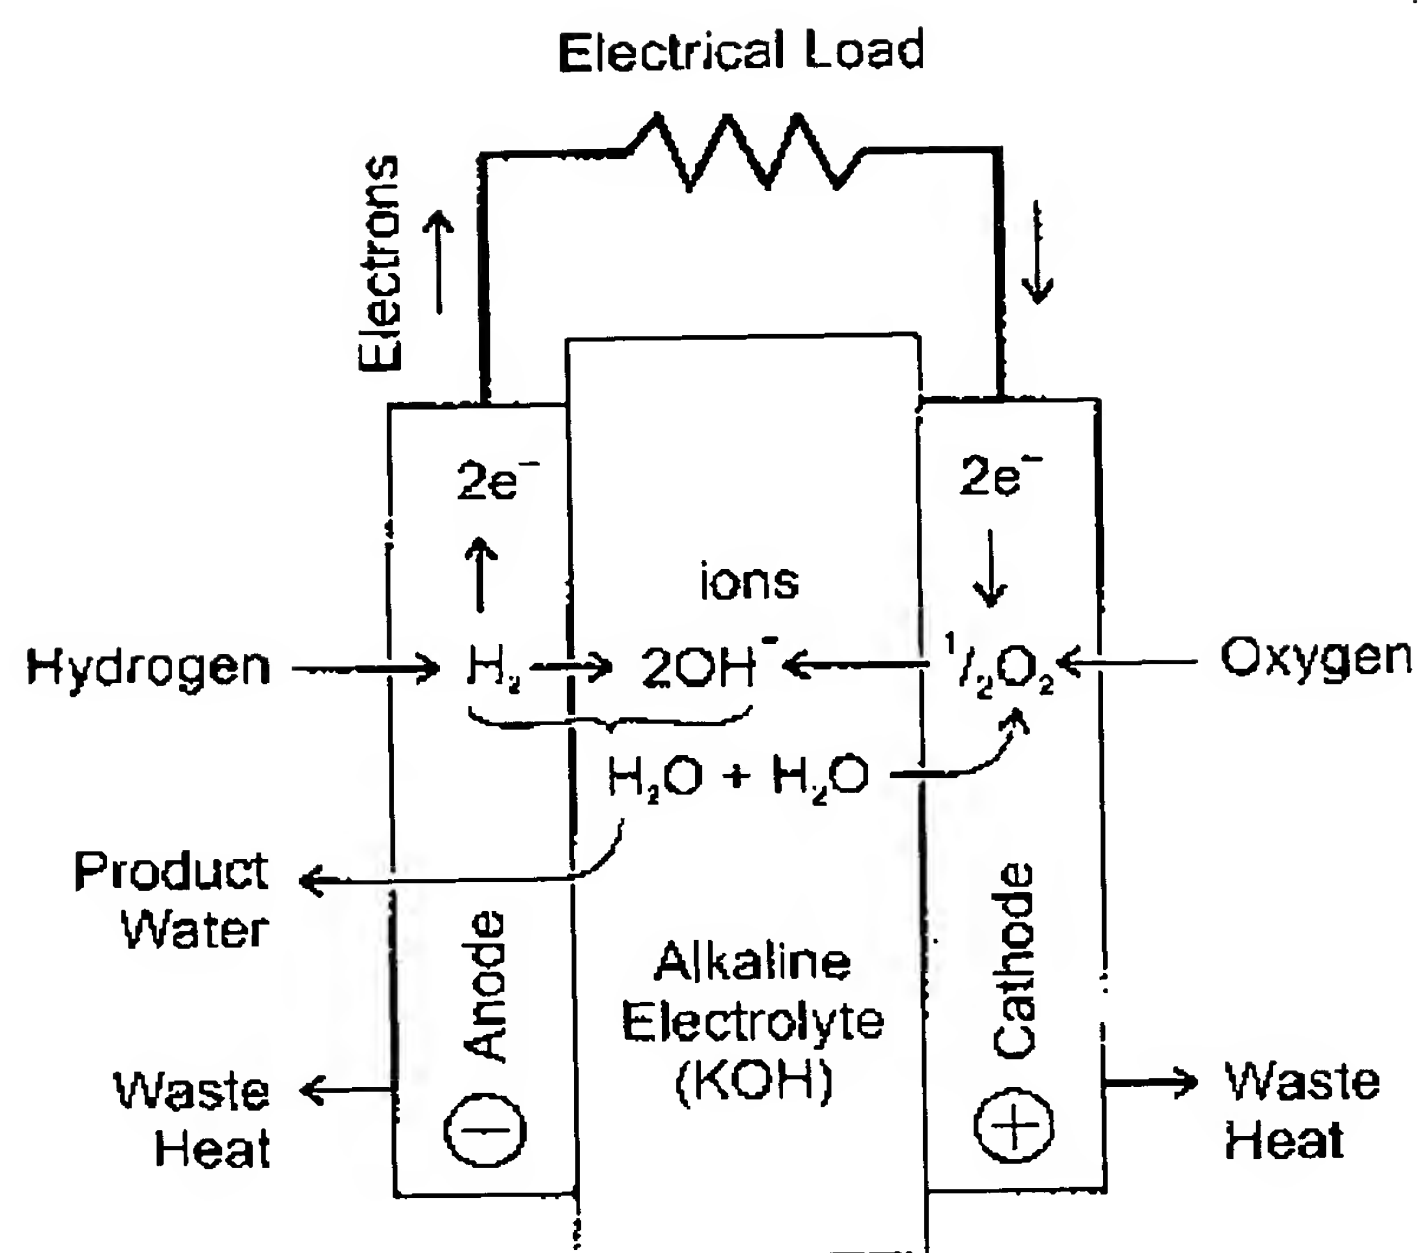 Electrical Load
Electrons
2e⁻
2e⁻
ions
Hydrogen
H₂
2OH⁻
¹/₂O₂
Oxygen
H₂O + H₂O
Product
Water
Anode
Alkaline
Electrolyte
(KOH)
Cathode
Waste
Heat
−
+
Waste
Heat